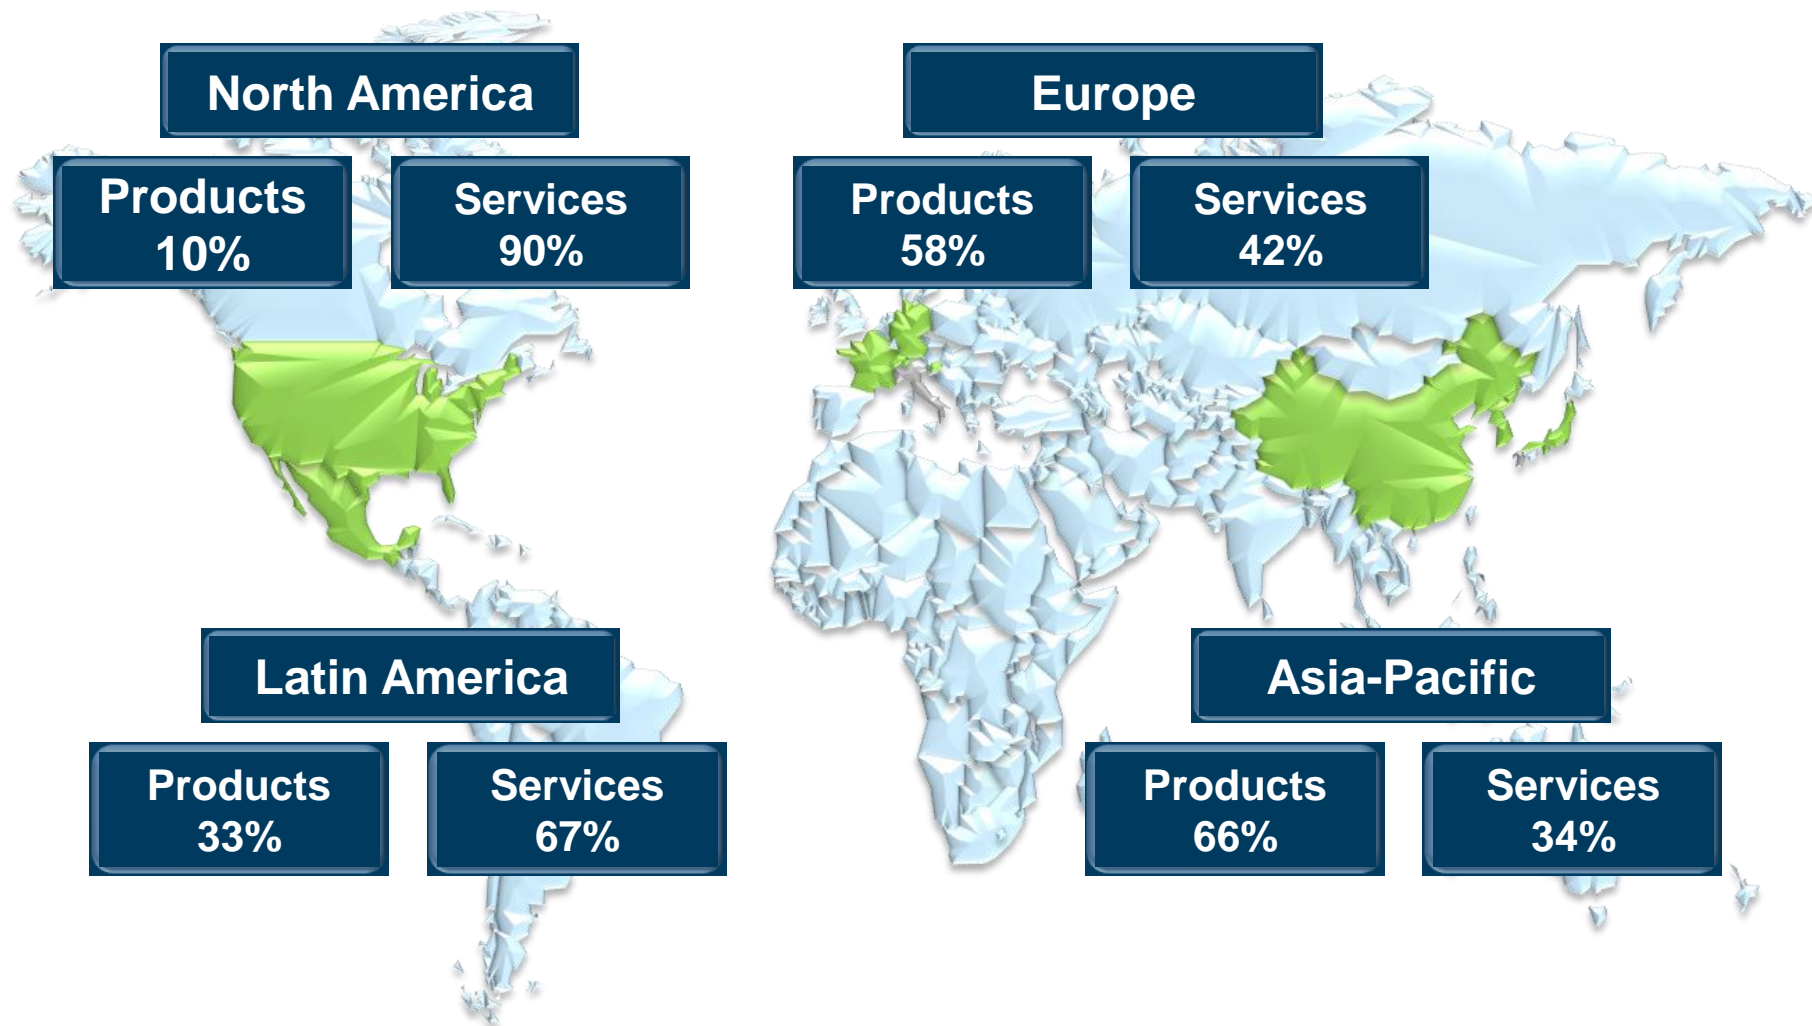 North America
Products
10%
Services
90%
Europe
Products
58%
Services
42%
Latin America
Products
33%
Services
67%
Asia-Pacific
Products
66%
Services
34%